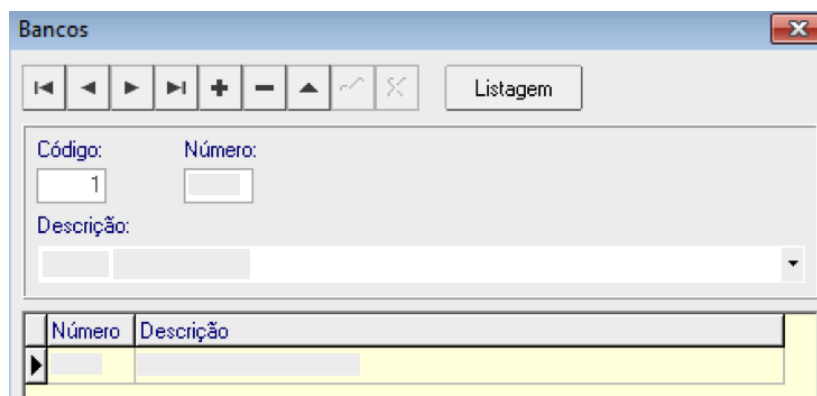 Bancos
Listagem
Código: Número:
1
Descrição:
Número Descrição